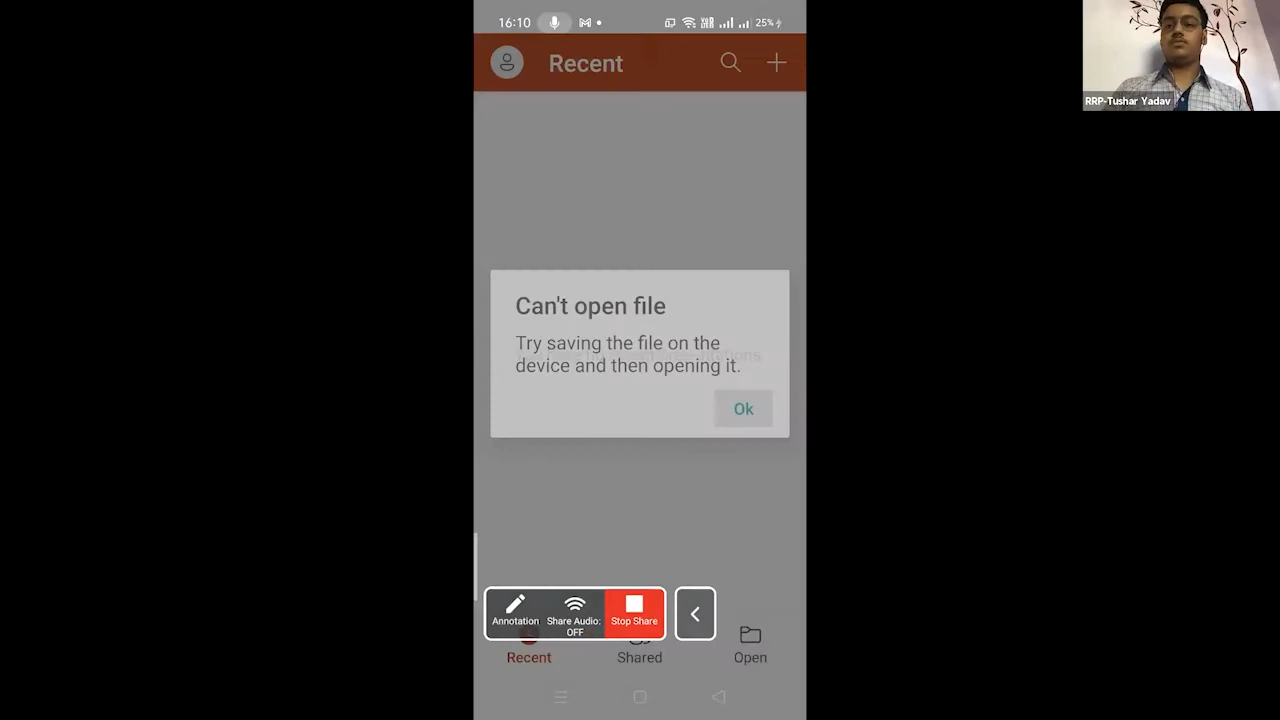 16:10
25%
Recent
RRP-Tushar Yadav
Can't open file
Try saving the file on the
device and then opening it.
Ok
Annotation
Share Audio:
OFF
Stop Share
Recent
Shared
Open